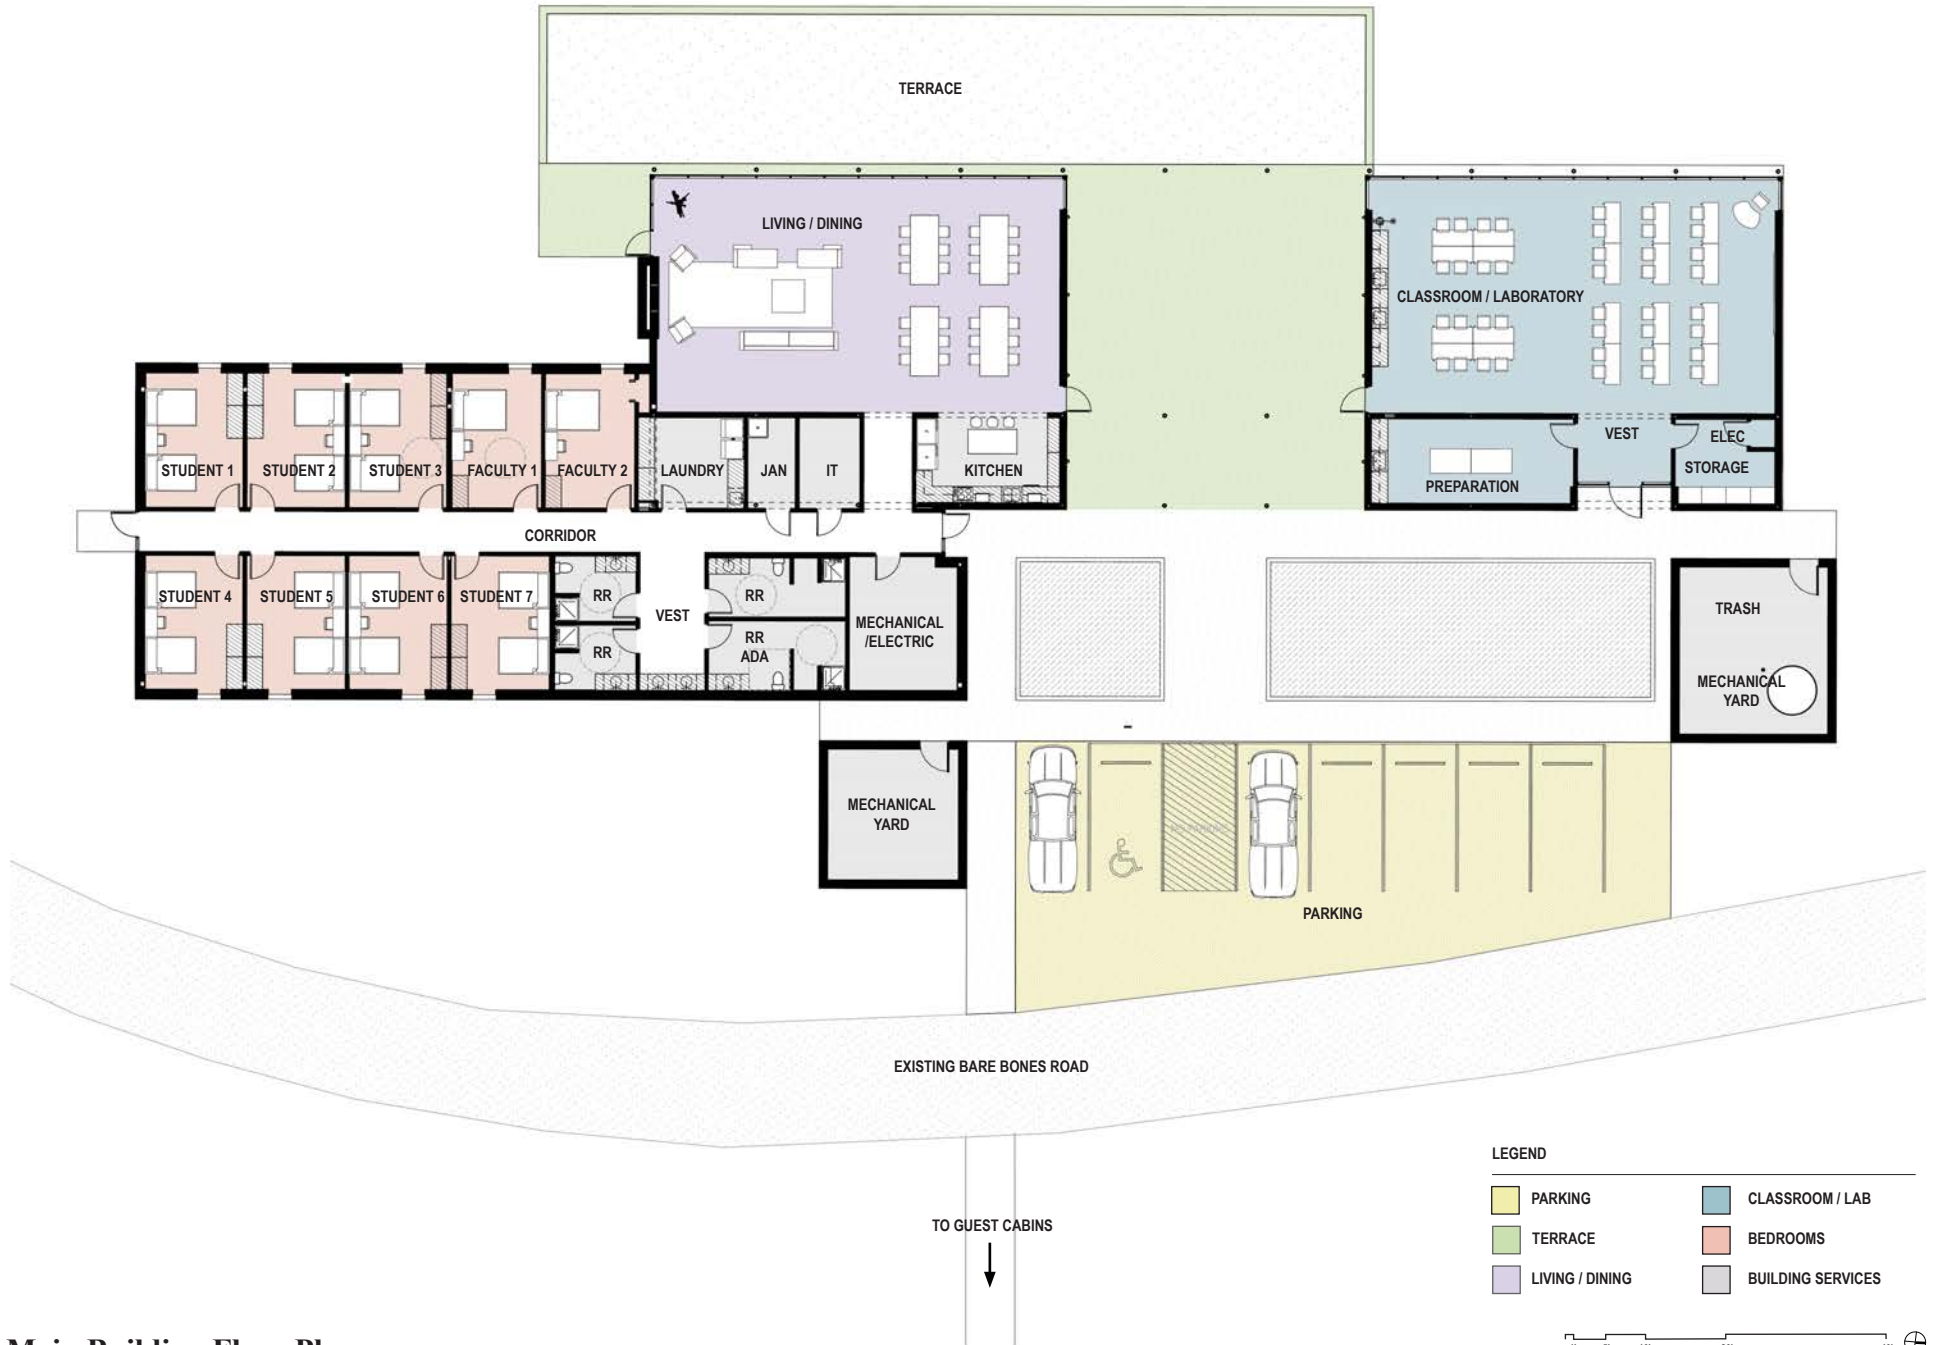 TERRACE
LIVING / DINING
CLASSROOM / LABORATORY
STUDENT 1
STUDENT 2
STUDENT 3
FACULTY 1
FACULTY 2
LAUNDRY
JAN
IT
KITCHEN
PREPARATION
VEST
ELEC
STORAGE
CORRIDOR
STUDENT 4
STUDENT 5
STUDENT 6
STUDENT 7
RR
RR
VEST
RR
RR
ADA
MECHANICAL
/ELECTRIC
TRASH
MECHANICAL
YARD
MECHANICAL
YARD
NO PARKING
PARKING
EXISTING BARE BONES ROAD
TO GUEST CABINS
LEGEND
PARKING
TERRACE
LIVING / DINING
CLASSROOM / LAB
BEDROOMS
BUILDING SERVICES